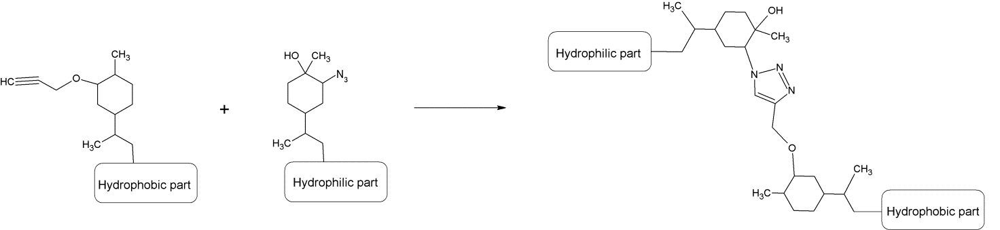 CH3
HC
O
H3C
Hydrophobic part
+
HO
CH3
N3
H3C
Hydrophilic part
H3C
OH
CH3
Hydrophilic part
N
N
N
O
CH3
H3C
Hydrophobic part